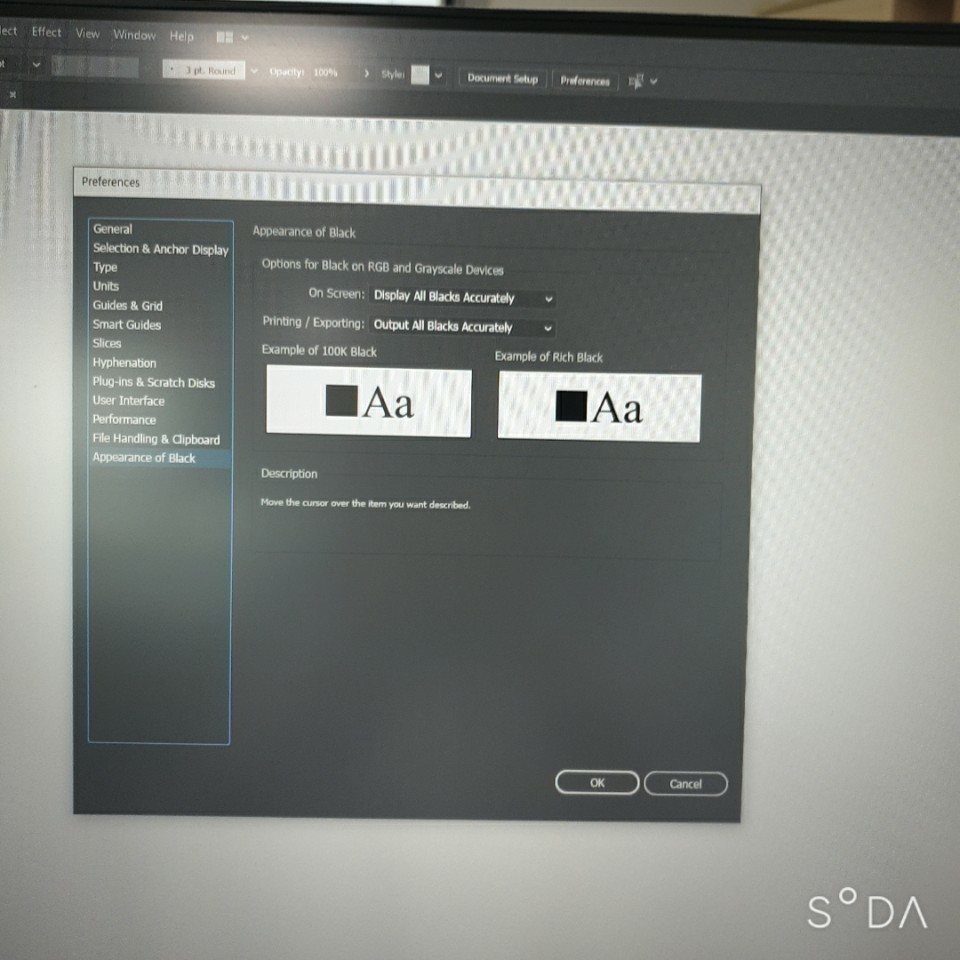 Effect View Window Help
3 pt. Round Opacity: 100% Style: Document Setup Preferences
Preferences
General
Selection & Anchor Display
Type
Units
Guides & Grid
Smart Guides
Slices
Hyphenation
Plug-ins & Scratch Disks
User Interface
Performance
File Handling & Clipboard
Appearance of Black
Appearance of Black
Options for Black on RGB and Grayscale Devices
On Screen: Display All Blacks Accurately
Printing / Exporting: Output All Blacks Accurately
Example of 100K Black
Aa
Example of Rich Black
Aa
Description
Move the cursor over the item you want described.
OK Cancel
SODA